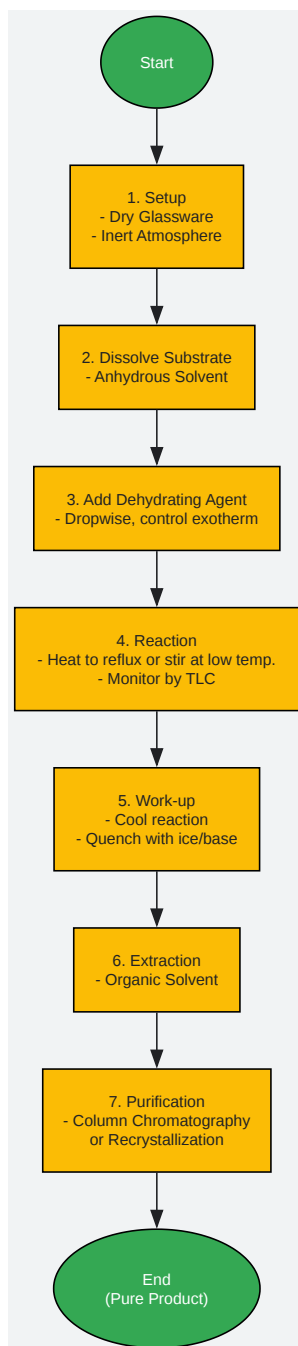 Start
1. Setup
- Dry Glassware
- Inert Atmosphere
2. Dissolve Substrate
- Anhydrous Solvent
3. Add Dehydrating Agent
- Dropwise, control exotherm
4. Reaction
- Heat to reflux or stir at low temp.
- Monitor by TLC
5. Work-up
- Cool reaction
- Quench with ice/base
6. Extraction
- Organic Solvent
7. Purification
- Column Chromatography
or Recrystallization
End
(Pure Product)